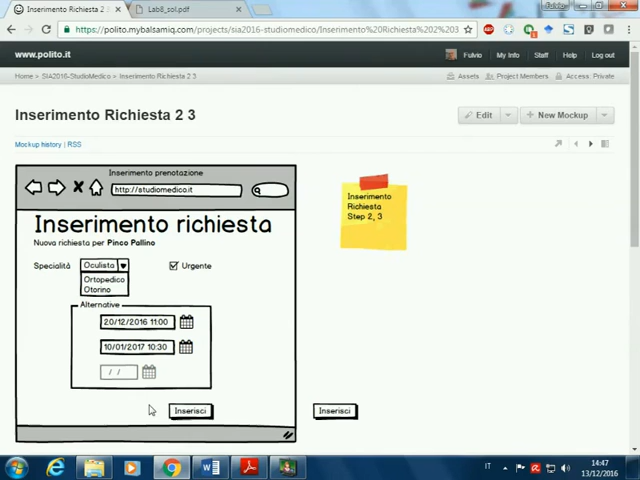 Inserimento Richiesta 2
Lab8_sol.pdf
Fulvio
https://polito.mybalsamiq.com/projects/sia2016-studiomedico/Inserimento%20Richiesta%202%203
www.polito.it
Fulvio My Info Staff Help Log out
Home > SIA2016-StudioMedico > Inserimento Richiesta 2 3
Assets Project Members Access: Private
Inserimento Richiesta 2 3
Edit New Mockup
Mockup history | RSS
Inserimento prenotazione
http://studiomedico.it
Inserimento
Richiesta
Step 2, 3
Inserimento richiesta
Nuova richiesta per Pinco Pallino
Specialità Oculista Urgente
Ortopedico
Otorino
Alternative
20/12/2016 11:00
10/01/2017 10:30
/ /
Inserisci Inserisci
IT
14:47
13/12/2016